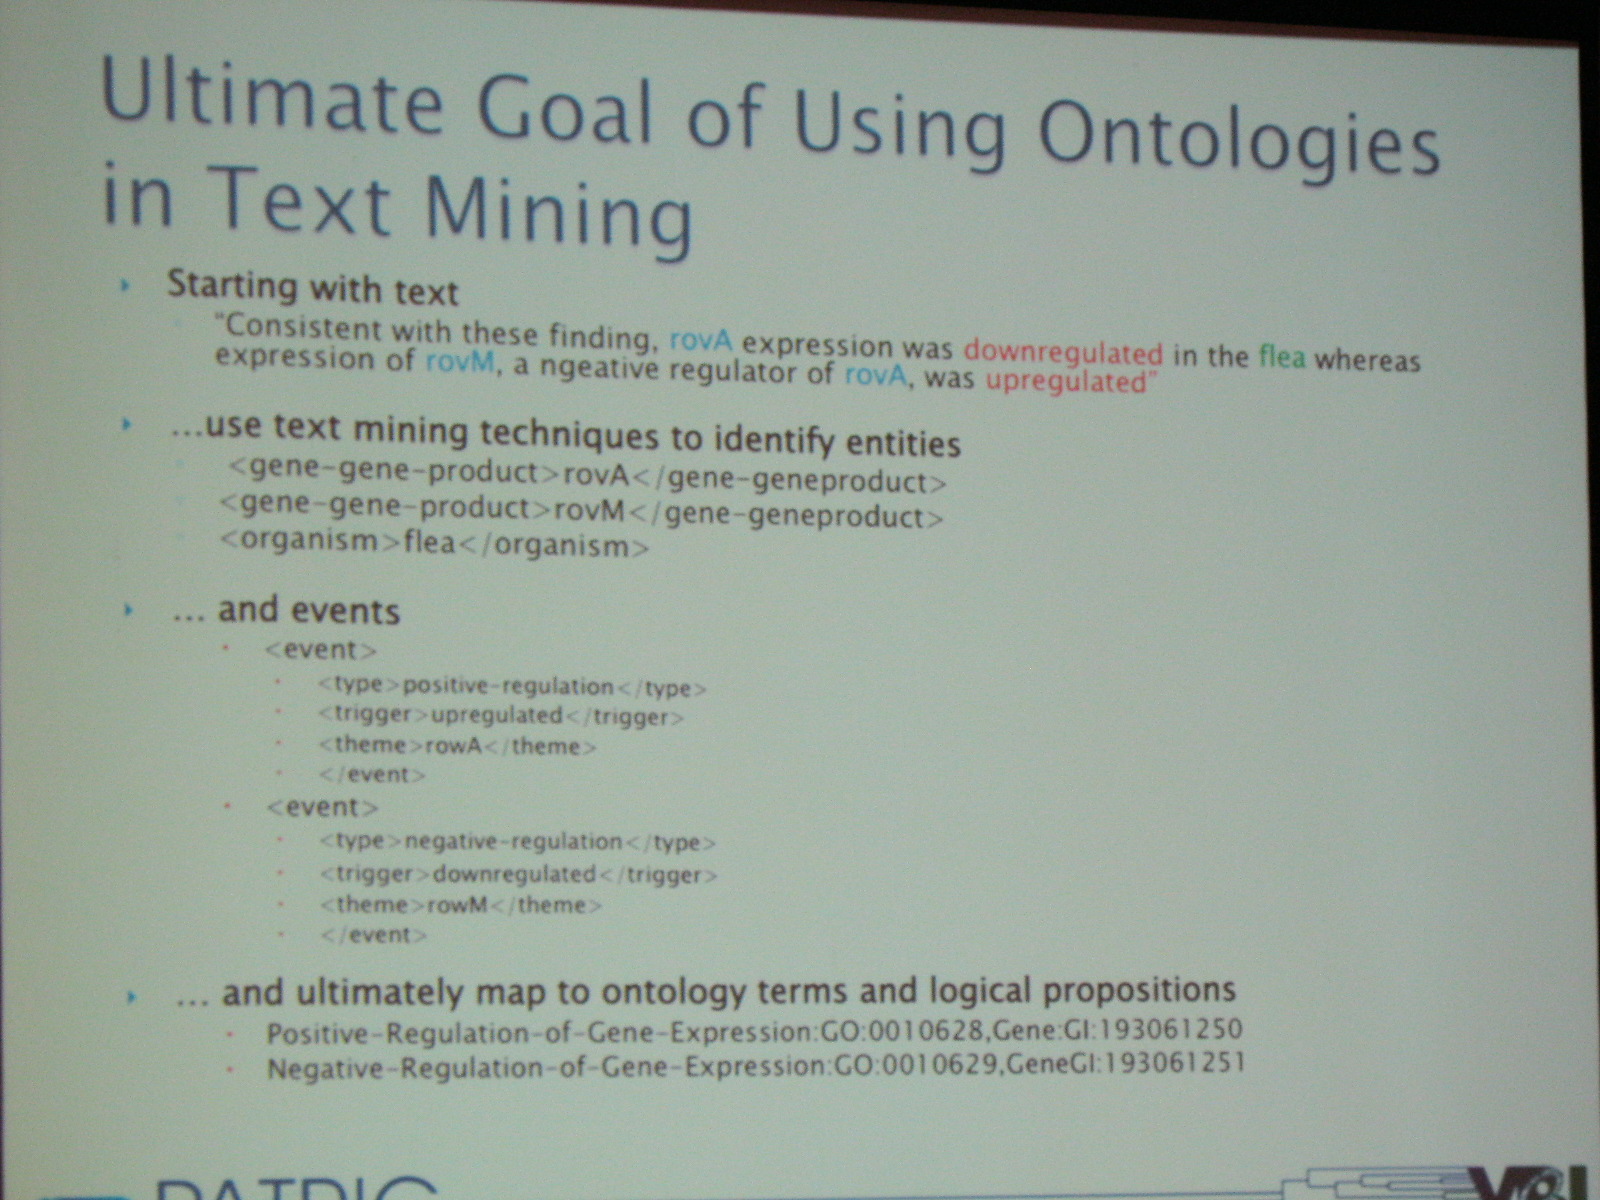 Ultimate Goal of Using Ontologies
in Text Mining
Starting with text
"Consistent with these finding, rovA expression was downregulated in the flea whereas
expression of rovM, a ngeative regulator of rovA, was upregulated"
...use text mining techniques to identify entities
<gene-gene-product>rovA</gene-geneproduct>
<gene-gene-product>rovM</gene-geneproduct>
<organism>flea</organism>
... and events
<event>
<type>positive-regulation</type>
<trigger>upregulated</trigger>
<theme>rowA</theme>
</event>
<event>
<type>negative-regulation</type>
<trigger>downregulated</trigger>
<theme>rowM</theme>
</event>
... and ultimately map to ontology terms and logical propositions
Positive-Regulation-of-Gene-Expression:GO:0010628,Gene:GI:193061250
Negative-Regulation-of-Gene-Expression:GO:0010629,GeneGI:193061251
PATRIC